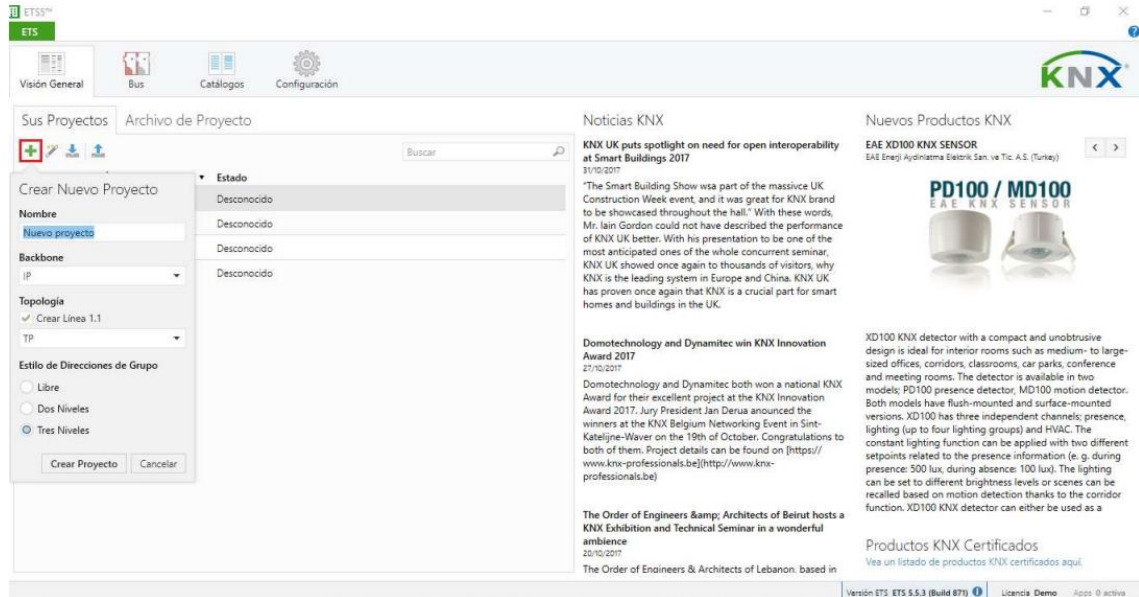 ETS5™
ETS
Visión General
Bus
Catálogos
Configuración
KNX
Sus Proyectos
Archivo de Proyecto
Buscar
Estado
Desconocido
Desconocido
Desconocido
Desconocido
Crear Nuevo Proyecto
Nombre
Nuevo proyecto
Backbone
IP
Topología
Crear Línea 1.1
TP
Estilo de Direcciones de Grupo
Libre
Dos Niveles
Tres Niveles
Crear Proyecto
Cancelar
Noticias KNX
KNX UK puts spotlight on need for open interoperability
at Smart Buildings 2017
31/10/2017
"The Smart Building Show wsa part of the massivce UK
Construction Week event, and it was great for KNX brand
to be showcased throughout the hall." With these words,
Mr. Iain Gordon could not have described the performance
of KNX UK better. With his presentation to be one of the
most anticipated ones of the whole concurrent seminar,
KNX UK showed once again to thousands of visitors, why
KNX is the leading system in Europe and China. KNX UK
has proven once again that KNX is a crucial part for smart
homes and buildings in the UK.
Domotechnology and Dynamitec win KNX Innovation
Award 2017
27/10/2017
Domotechnology and Dynamitec both won a national KNX
Award for their excellent project at the KNX Innovation
Award 2017. Jury President Jan Derua anounced the
winners at the KNX Belgium Networking Event in Sint-
Katelijne-Waver on the 19th of October. Congratulations to
both of them. Project details can be found on [https://
www.knx-professionals.be](http://www.knx-
professionals.be)
The Order of Engineers &amp; Architects of Beirut hosts a
KNX Exhibition and Technical Seminar in a wonderful
ambience
20/10/2017
The Order of Engineers & Architects of Lebanon, based in
Nuevos Productos KNX
EAE XD100 KNX SENSOR
EAE Enerji Aydinlatma Elektrik San. ve Tic. A.S. (Turkey)
PD100 / MD100
EAE KNX SENSOR
XD100 KNX detector with a compact and unobtrusive
design is ideal for interior rooms such as medium- to large-
sized offices, corridors, classrooms, car parks, conference
and meeting rooms. The detector is available in two
models; PD100 presence detector, MD100 motion detector.
Both models have flush-mounted and surface-mounted
versions. XD100 has three independent channels; presence,
lighting (up to four lighting groups) and HVAC. The
constant lighting function can be applied with two different
setpoints related to the presence information (e. g. during
presence: 500 lux, during absence: 100 lux). The lighting
can be set to different brightness levels or scenes can be
recalled based on motion detection thanks to the corridor
function. XD100 KNX detector can either be used as a
Productos KNX Certificados
Vea un listado de productos KNX certificados aquí.
Versión ETS ETS 5.5.3 (Build 871)
Licencia Demo
Apps 0 activa